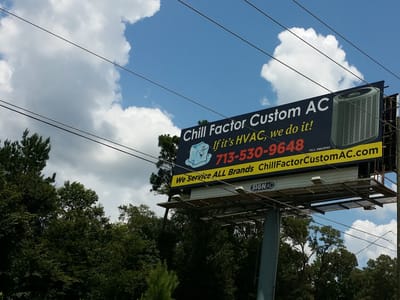 Chill Factor Custom AC
If it's HVAC, we do it!
713-530-9648
We Service ALL Brands ChillFactorCustomAC.com